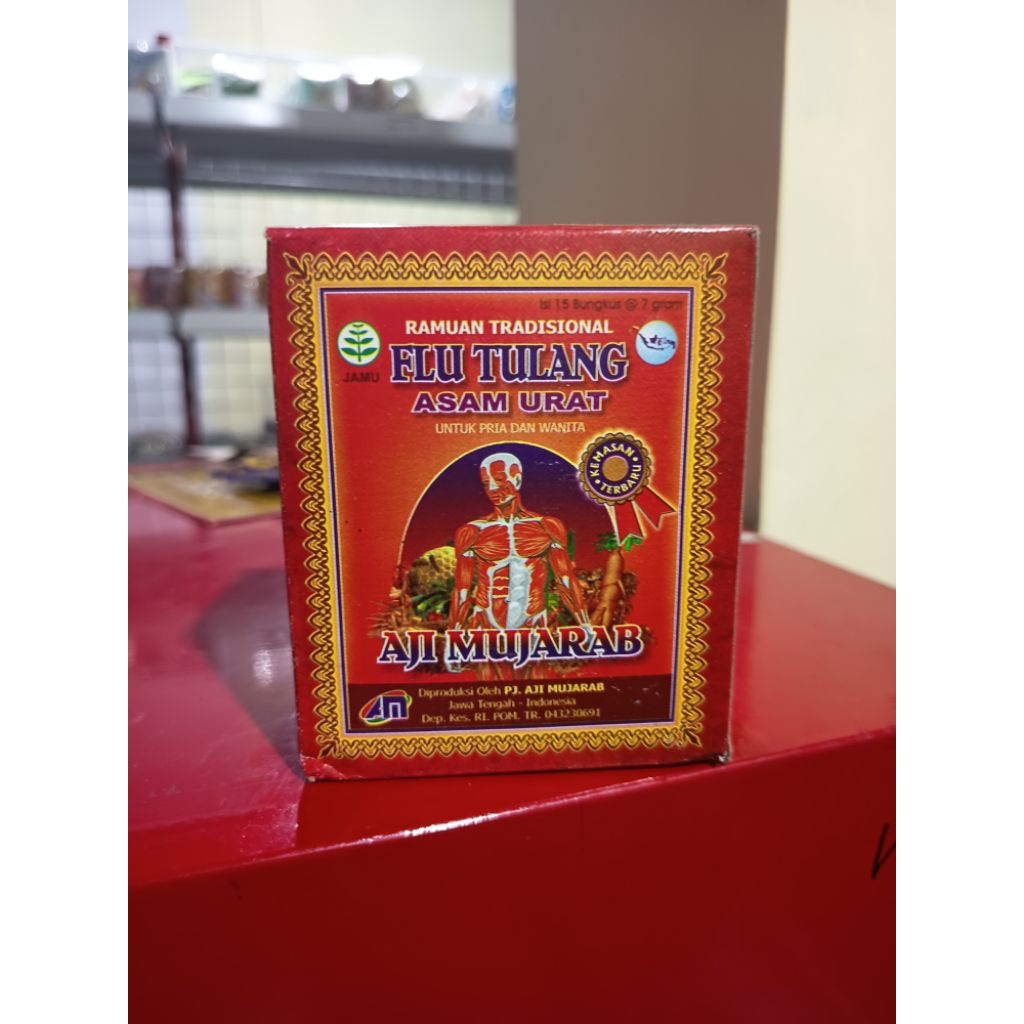 Isi 15 Bungkus @ 7 gram
RAMUAN TRADISIONAL
JAMU
FLU TULANG
ASAM URAT
UNTUK PRIA DAN WANITA
KEMASAN
TERBARU
AJI MUJARAB
AM
Diproduksi Oleh PJ. AJI MUJARAB
Jawa Tengah - Indonesia
Dep. Kes. RI. POM. TR. 043230691